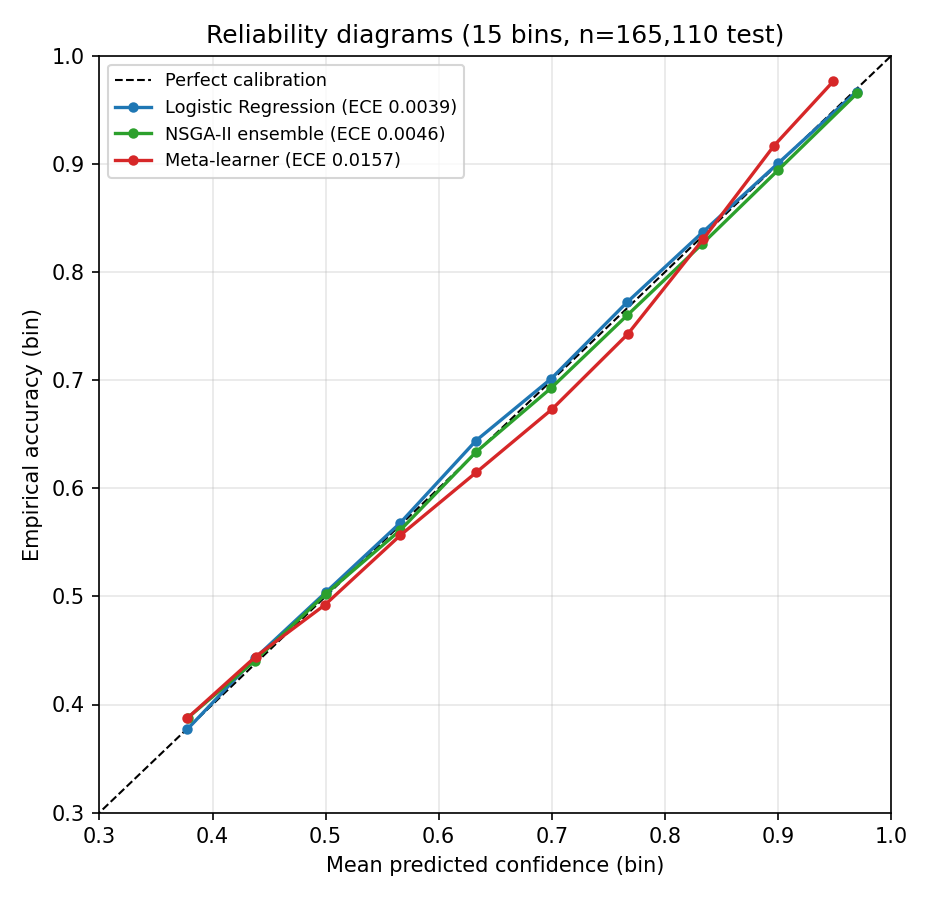 Reliability diagrams (15 bins, n=165,110 test)
Perfect calibration
Logistic Regression (ECE 0.0039)
NSGA-II ensemble (ECE 0.0046)
Meta-learner (ECE 0.0157)
Empirical accuracy (bin)
1.0
0.9
0.8
0.7
0.6
0.5
0.4
0.3
0.3 0.4 0.5 0.6 0.7 0.8 0.9 1.0
Mean predicted confidence (bin)